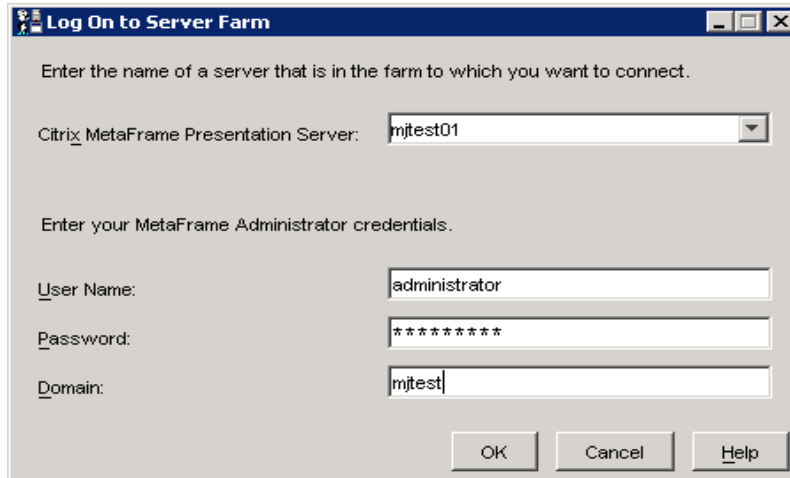 Log On to Server Farm
Enter the name of a server that is in the farm to which you want to connect.
Citrix MetaFrame Presentation Server: mjtest01
Enter your MetaFrame Administrator credentials.
User Name: administrator
Password: *********
Domain: mjtest
OK Cancel Help